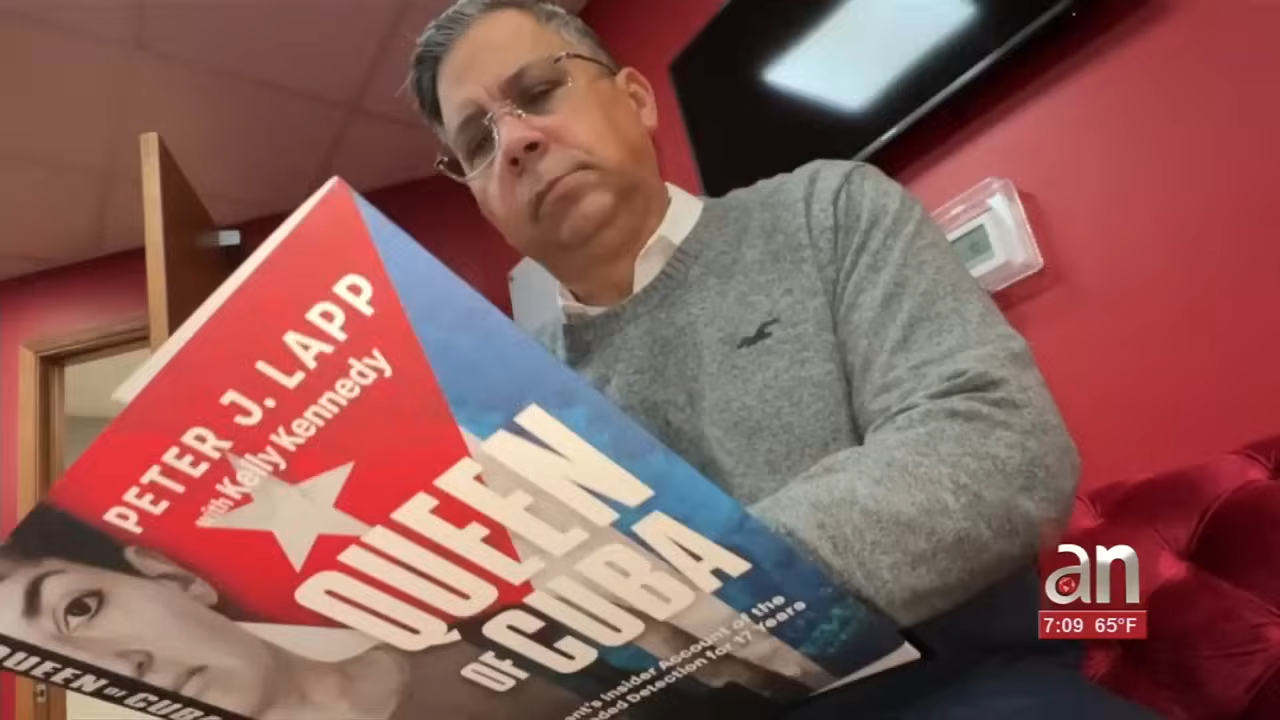 PETER J. LAPP
with Kelly Kennedy
QUEEN
OF CUBA
Insider Account of the
Detection for 17 Years
QUEEN OF CUBA
an
7:09 65°F